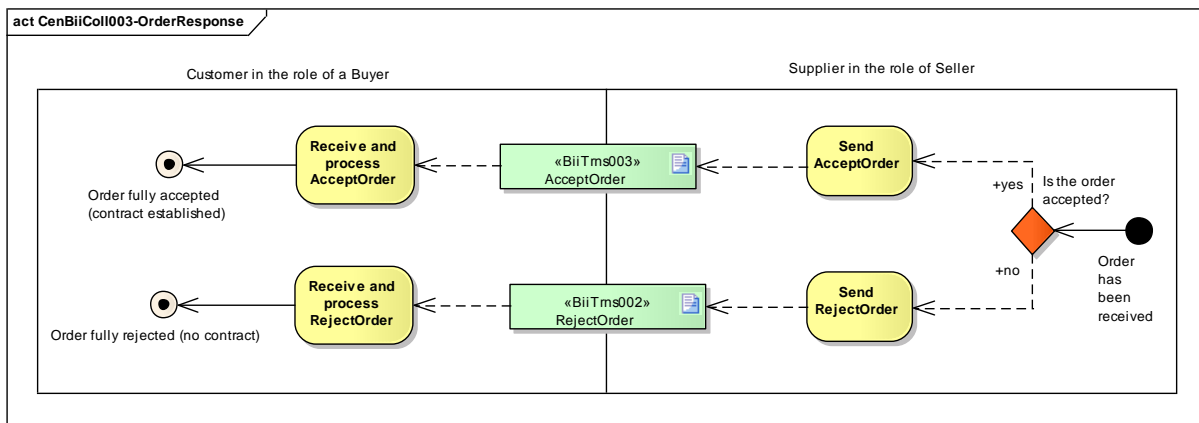 act CenBiiColl003-OrderResponse
Customer in the role of a Buyer
Supplier in the role of Seller
Receive and
process
AcceptOrder
«BiiTrns003»
AcceptOrder
Send
AcceptOrder
Order fully accepted
(contract established)
+yes
Is the order
accepted?
Order
has
been
received
+no
Receive and
process
RejectOrder
«BiiTrns002»
RejectOrder
Send
RejectOrder
Order fully rejected (no contract)